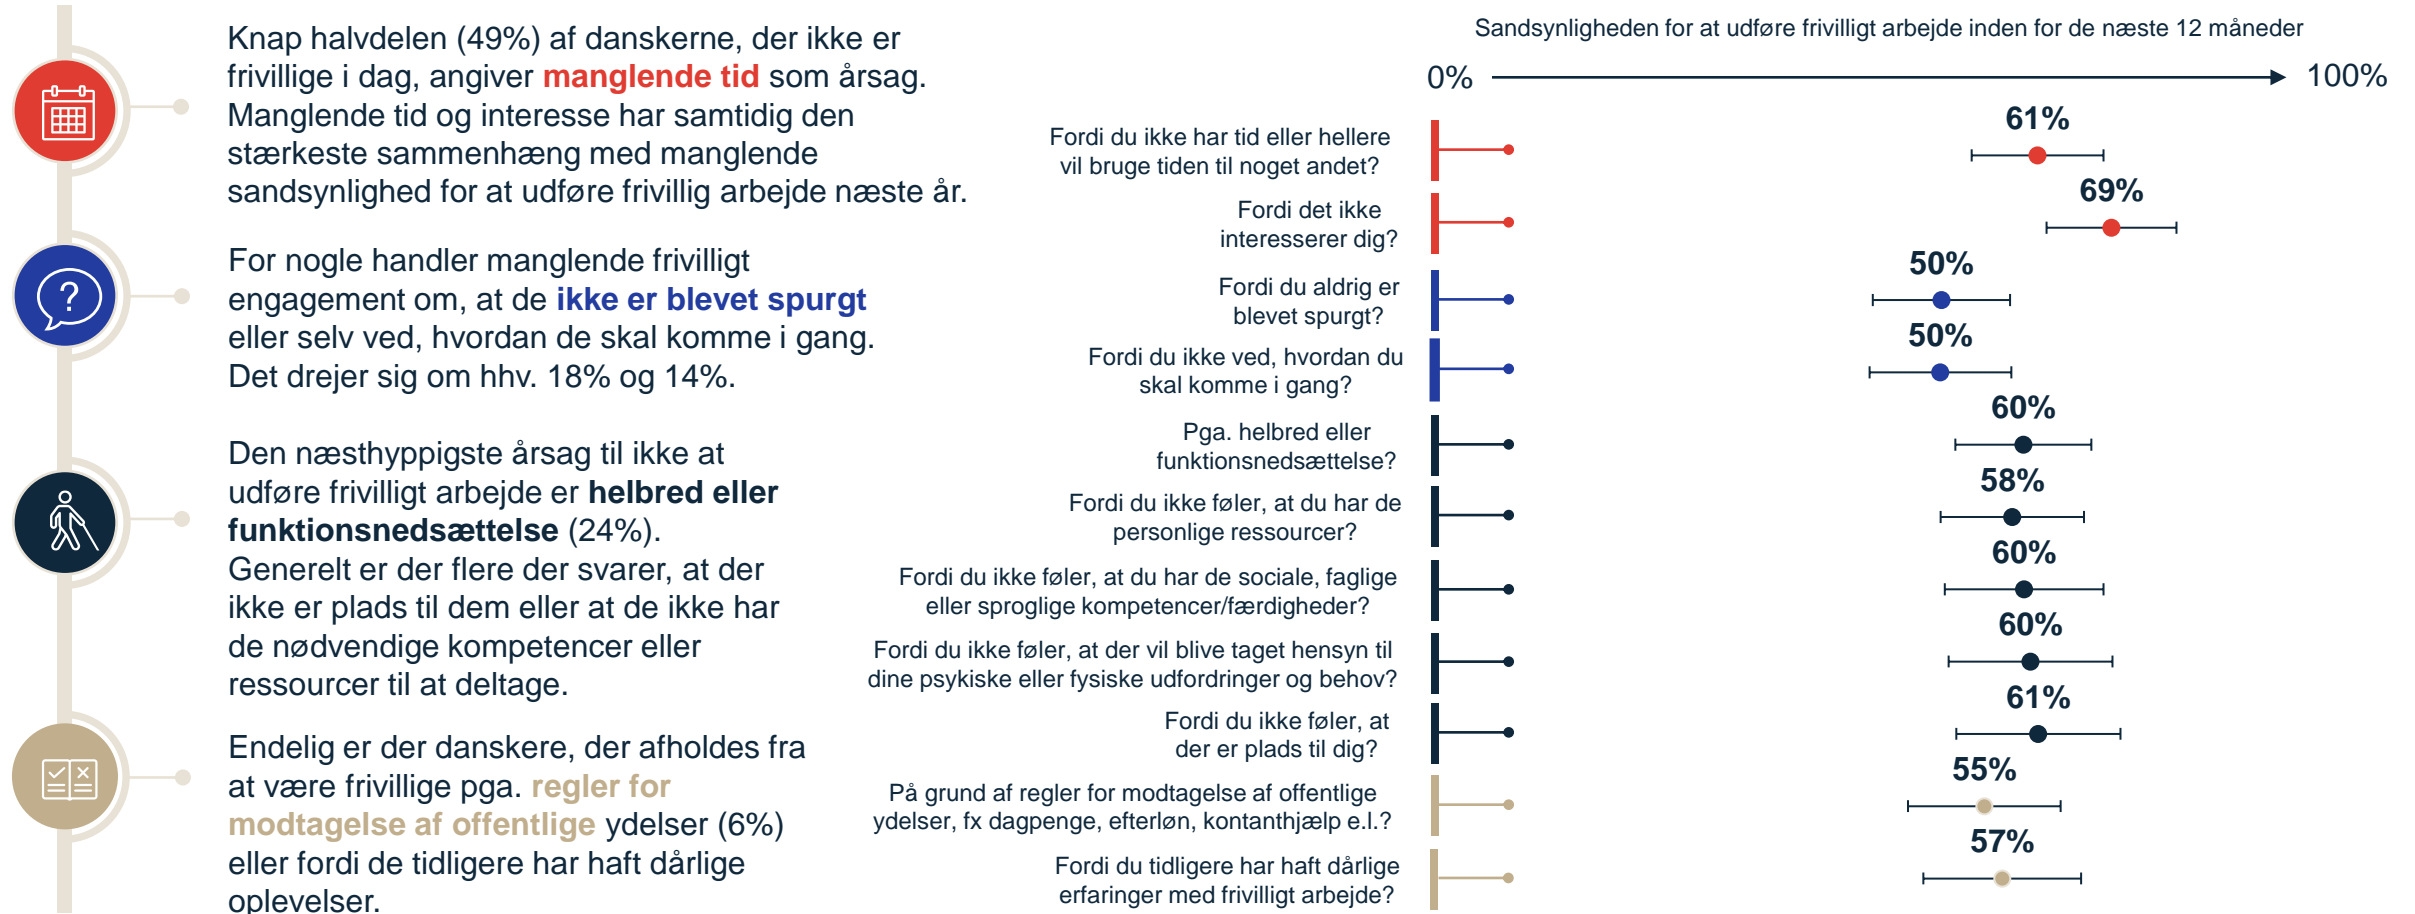 Knap halvdelen (49%) af danskerne, der ikke er
frivillige i dag, angiver manglende tid som årsag.
Manglende tid og interesse har samtidig den
stærkeste sammenhæng med manglende
sandsynlighed for at udføre frivillig arbejde næste år.
For nogle handler manglende frivilligt
engagement om, at de ikke er blevet spurgt
eller selv ved, hvordan de skal komme i gang.
Det drejer sig om hhv. 18% og 14%.
Den næsthyppigste årsag til ikke at
udføre frivilligt arbejde er helbred eller
funktionsnedsættelse (24%).
Generelt er der flere der svarer, at der
ikke er plads til dem eller at de ikke har
de nødvendige kompetencer eller
ressourcer til at deltage.
Endelig er der danskere, der afholdes fra
at være frivillige pga. regler for
modtagelse af offentlige ydelser (6%)
eller fordi de tidligere har haft dårlige
oplevelser.
Sandsynligheden for at udføre frivilligt arbejde inden for de næste 12 måneder
0% 100%
Fordi du ikke har tid eller hellere
vil bruge tiden til noget andet?
61%
Fordi det ikke
interesserer dig?
69%
Fordi du aldrig er
blevet spurgt?
50%
Fordi du ikke ved, hvordan du
skal komme i gang?
50%
Pga. helbred eller
funktionsnedsættelse?
60%
Fordi du ikke føler, at du har de
personlige ressourcer?
58%
Fordi du ikke føler, at du har de sociale, faglige
eller sproglige kompetencer/færdigheder?
60%
Fordi du ikke føler, at der vil blive taget hensyn til
dine psykiske eller fysiske udfordringer og behov?
60%
Fordi du ikke føler, at
der er plads til dig?
61%
På grund af regler for modtagelse af offentlige
ydelser, fx dagpenge, efterløn, kontanthjælp e.l.?
55%
Fordi du tidligere har haft dårlige
erfaringer med frivilligt arbejde?
57%